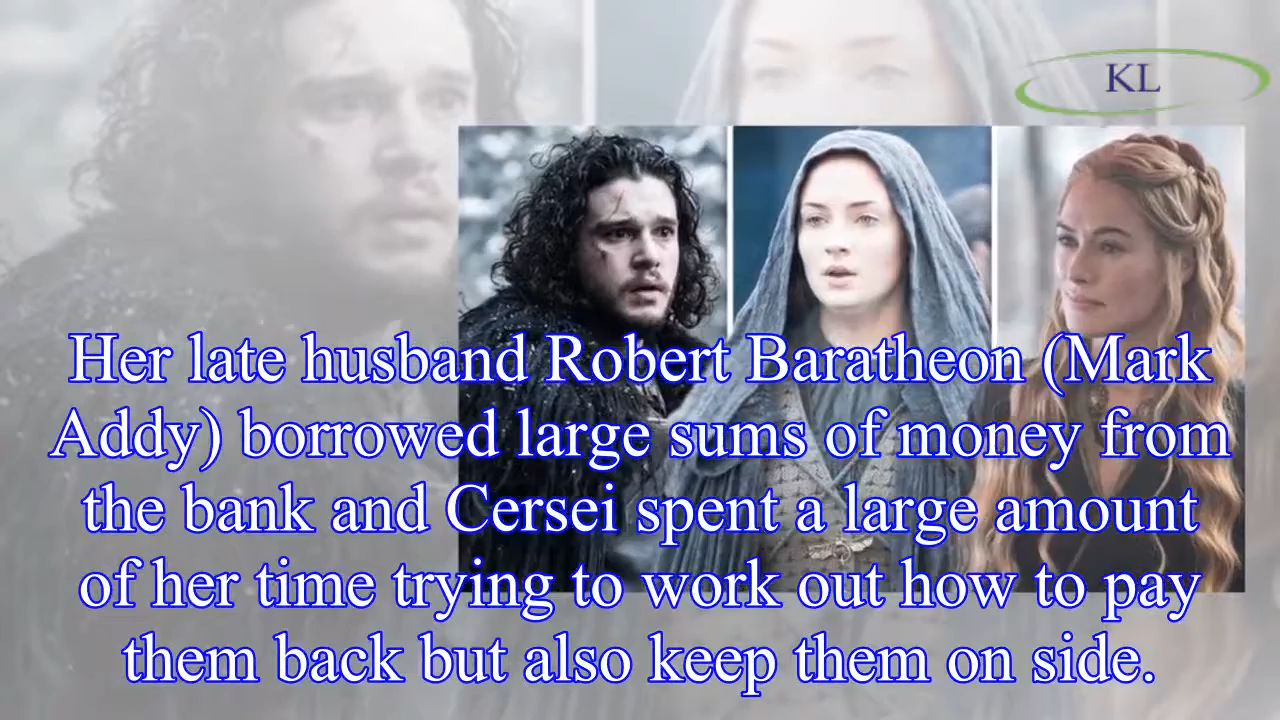 KL
Her late husband Robert Baratheon (Mark
Addy) borrowed large sums of money from
the bank and Cersei spent a large amount
of her time trying to work out how to pay
them back but also keep them on side.